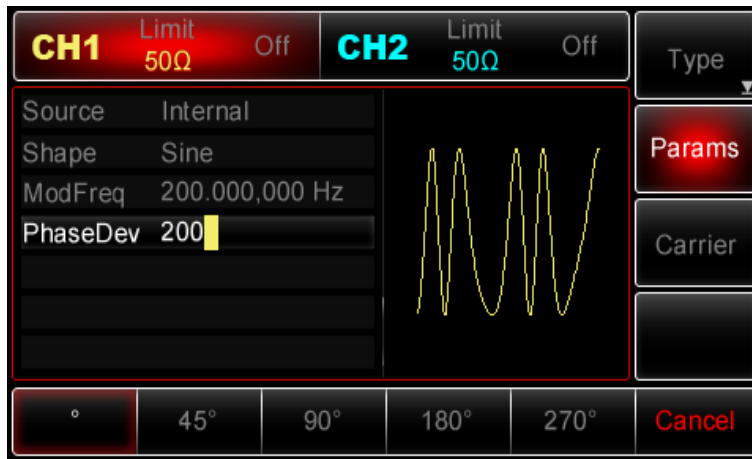 CH1 Limit 50Ω Off CH2 Limit 50Ω Off Type
Source Internal
Shape Sine
ModFreq 200.000,000 Hz
PhaseDev 200
Params
Carrier
° 45° 90° 180° 270° Cancel